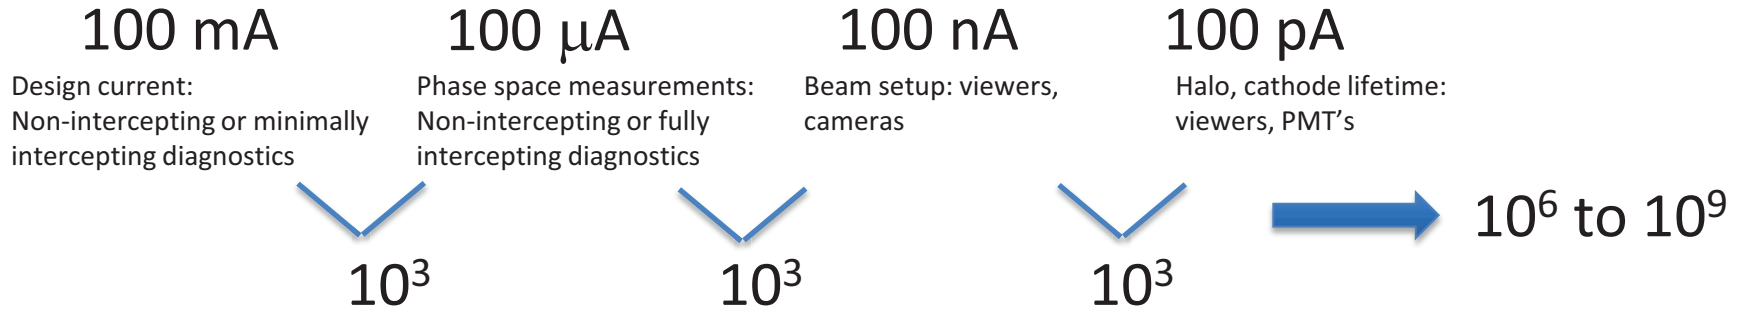 100 mA
Design current:
Non-intercepting or minimally
intercepting diagnostics
100 μA
Phase space measurements:
Non-intercepting or fully
intercepting diagnostics
100 nA
Beam setup: viewers,
cameras
100 pA
Halo, cathode lifetime:
viewers, PMT’s
10³
10³
10³
10⁶ to 10⁹